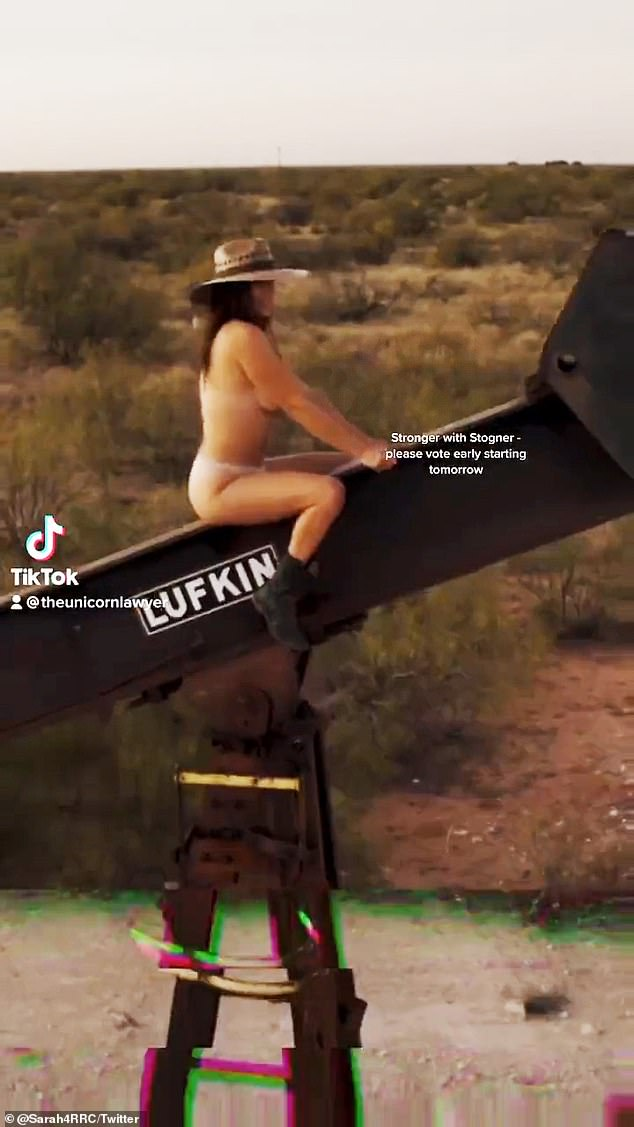 Stronger with Stogner -
please vote early starting
tomorrow
TikTok
@theunicornlawyer
LUFKIN
© @Sarah4RRC/Twitter